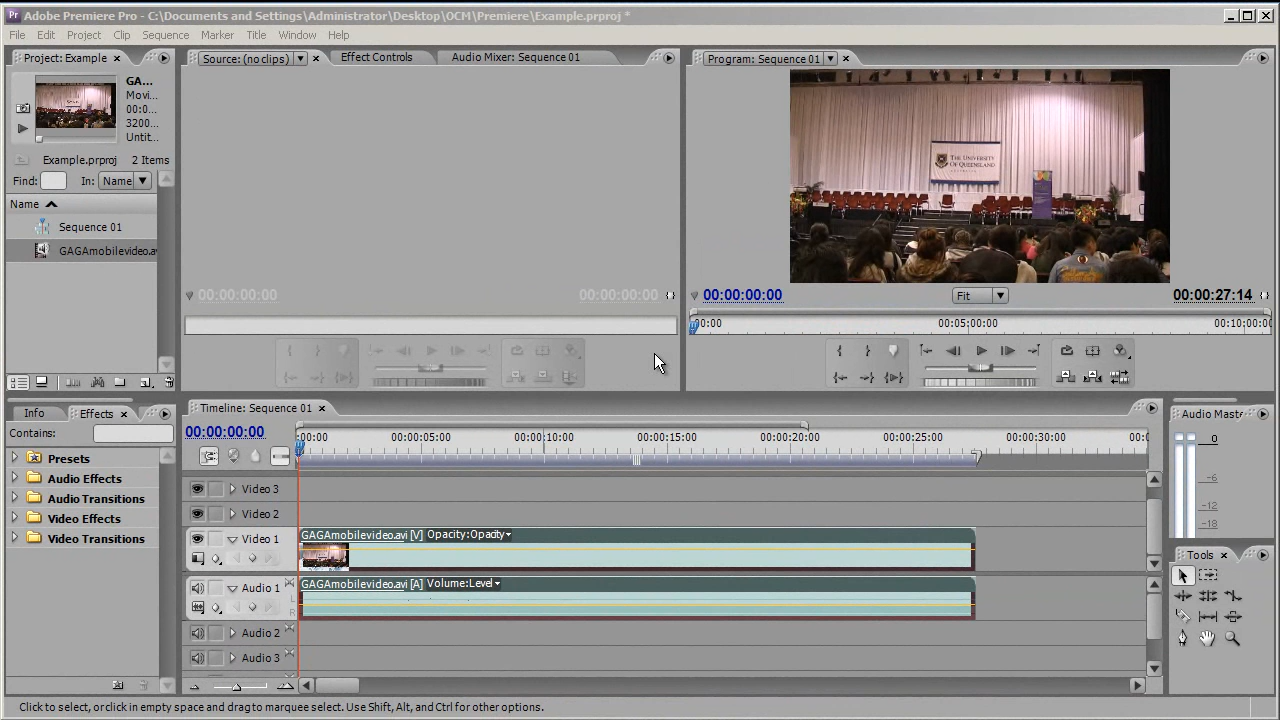 Adobe Premiere Pro - C:\Documents and Settings\Administrator\Desktop\OCM\Premiere\Example.prproj *
File Edit Project Clip Sequence Marker Title Window Help
Project: Example
Source: (no clips) Effect Controls Audio Mixer: Sequence 01
Program: Sequence 01
GA...
Movi...
00:0...
3200...
Untit...
Example.prproj 2 Items
Find: In: Name
Name
Sequence 01
GAGAmobilevideo.av
THE UNIVERSITY
OF QUEENSLAND
AUSTRALIA
00:00:00:00 00:00:00:00
00:00:00:00 Fit 00:00:27:14
00:00 00:05:00:00 00:10:00:00
Info Effects
Contains:
Presets
Audio Effects
Audio Transitions
Video Effects
Video Transitions
Timeline: Sequence 01
00:00:00:00
:00:00 00:00:05:00 00:00:10:00 00:00:15:00 00:00:20:00 00:00:25:00 00:00:30:00 00:0
Video 3
Video 2
Video 1
GAGAmobilevideo.avi [V] Opacity:Opacity
Audio 1
GAGAmobilevideo.avi [A] Volume:Level
L
R
Audio 2
Audio 3
Audio Maste
0
-6
-12
-18
Tools
Click to select, or click in empty space and drag to marquee select. Use Shift, Alt, and Ctrl for other options.